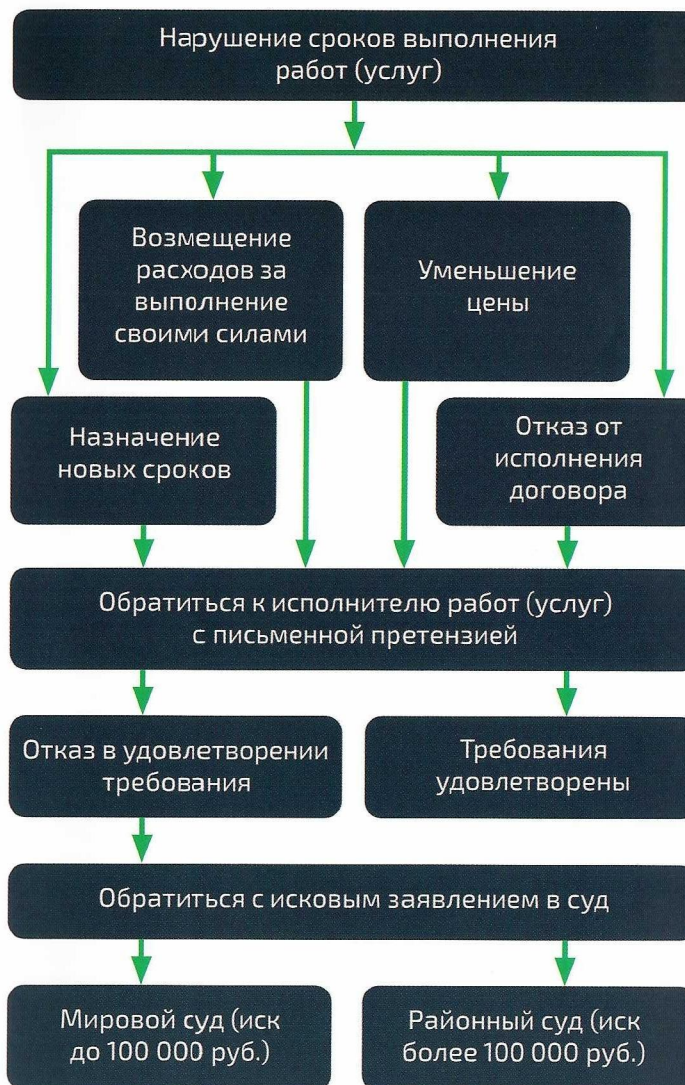 Нарушение сроков выполнения
работ (услуг)
Возмещение
расходов за
выполнение
своими силами
Уменьшение
цены
Назначение
новых сроков
Отказ от
исполнения
договора
Обратиться к исполнителю работ (услуг)
с письменной претензией
Отказ в удовлетворении
требования
Требования
удовлетворены
Обратиться с исковым заявлением в суд
Мировой суд (иск
до 100 000 руб.)
Районный суд (иск
более 100 000 руб.)